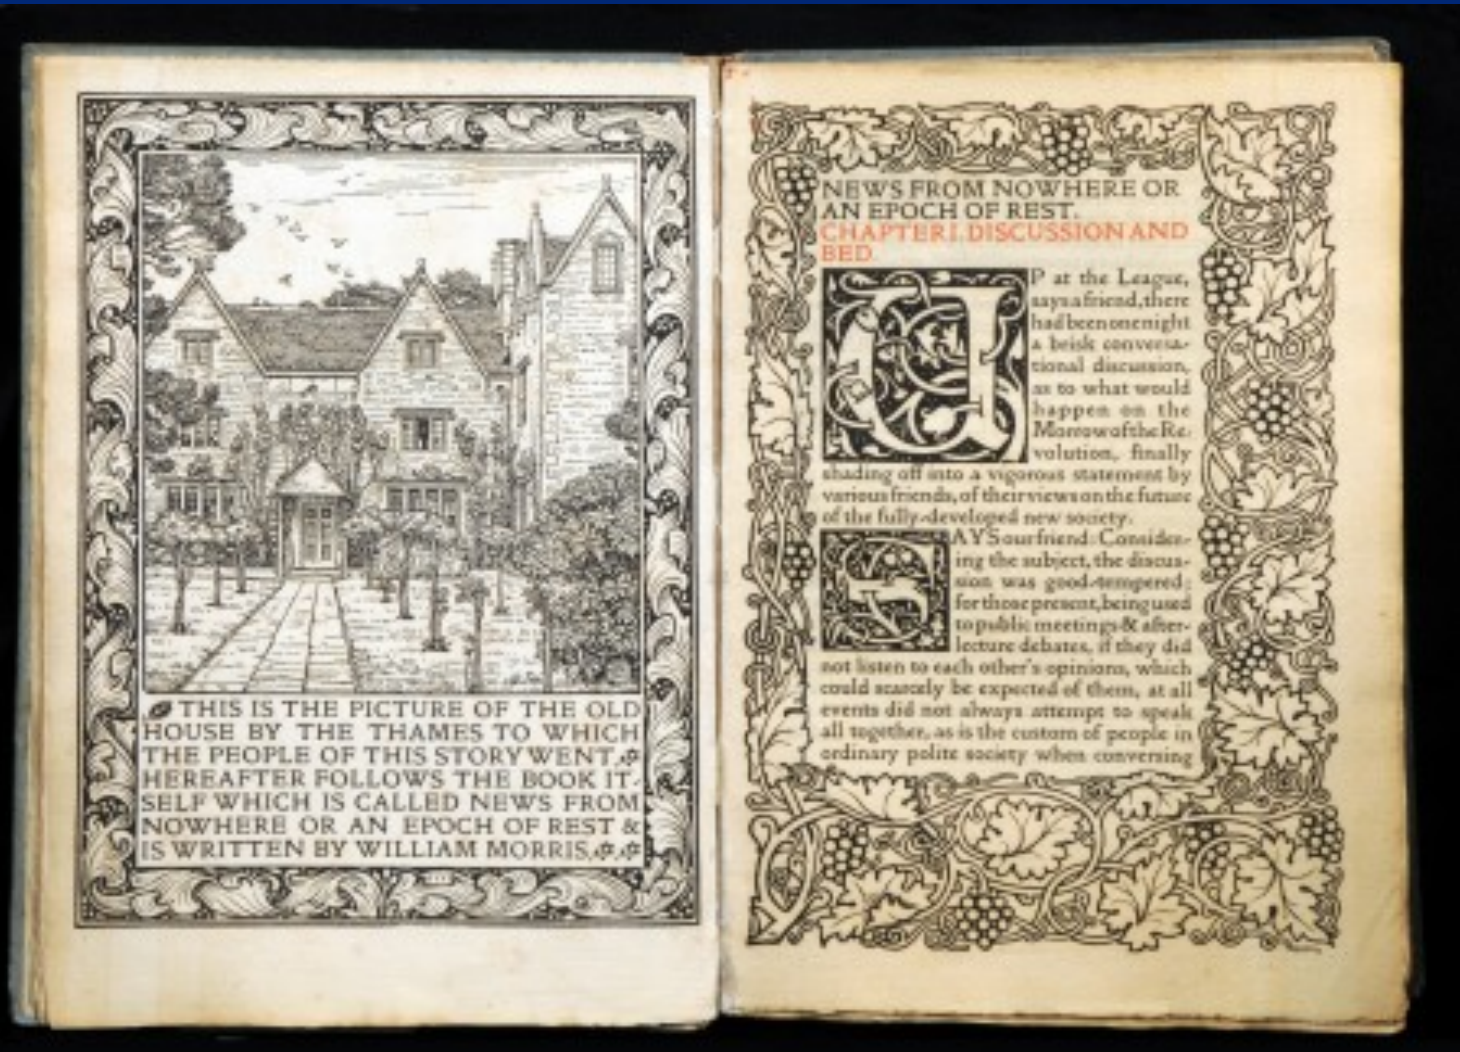 THIS IS THE PICTURE OF THE OLD
HOUSE BY THE THAMES TO WHICH
THE PEOPLE OF THIS STORY WENT.
HEREAFTER FOLLOWS THE BOOK IT-
SELF WHICH IS CALLED NEWS FROM
NOWHERE OR AN EPOCH OF REST &
IS WRITTEN BY WILLIAM MORRIS.
NEWS FROM NOWHERE OR
AN EPOCH OF REST.
CHAPTER I. DISCUSSION AND
BED.
UP at the League,
says a friend, there
had been one night
a brisk conversa-
tional discussion,
as to what would
happen on the
Morrow of the Re-
volution, finally
shading off into a vigorous statement by
various friends, of their views on the future
of the fully-developed new society.
SAYS our friend: Consider-
ing the subject, the discus-
sion was good-tempered;
for those present, being used
to public meetings & after-
lecture debates, if they did
not listen to each other's opinions, which
could scarcely be expected of them, at all
events did not always attempt to speak
all together, as is the custom of people in
ordinary polite society when conversing